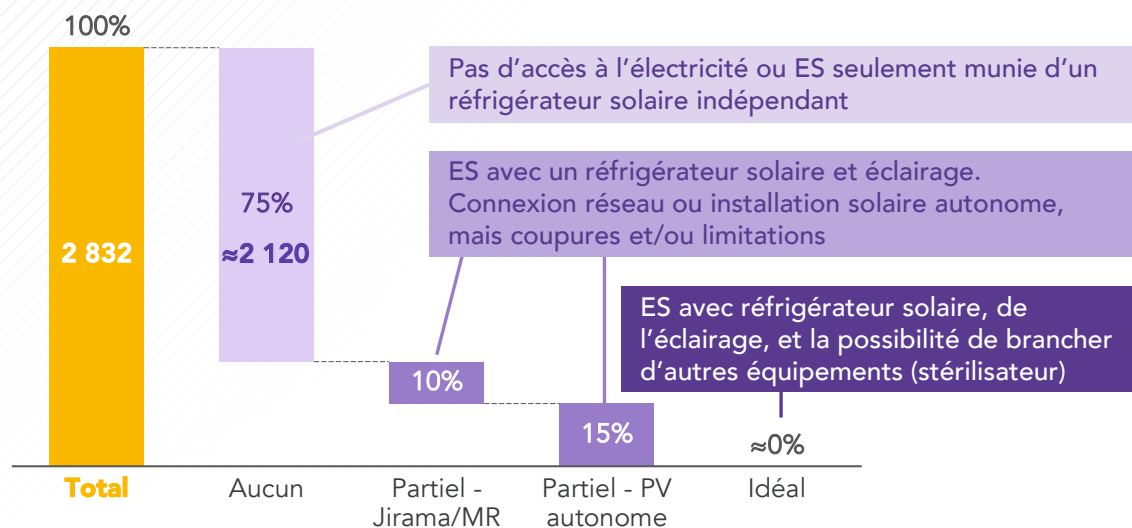 100%
2 832
75%
≈2 120
Pas d’accès à l’électricité ou ES seulement munie d’un
réfrigérateur solaire indépendant
ES avec un réfrigérateur solaire et éclairage.
Connexion réseau ou installation solaire autonome,
mais coupures et/ou limitations
ES avec réfrigérateur solaire, de
l’éclairage, et la possibilité de brancher
d’autres équipements (stérilisateur)
10%
15%
≈0%
Total
Aucun
Partiel -
Jirama/MR
Partiel - PV
autonome
Idéal